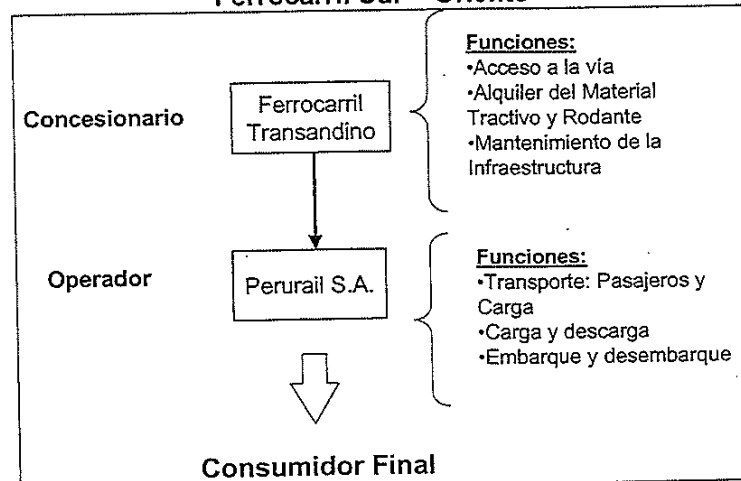 Concesionario
Ferrocarril
Transandino
Funciones:
•Acceso a la vía
•Alquiler del Material
Tractivo y Rodante
•Mantenimiento de la
Infraestructura
Operador
Perurail S.A.
Funciones:
•Transporte: Pasajeros y
Carga
•Carga y descarga
•Embarque y desembarque
Consumidor Final